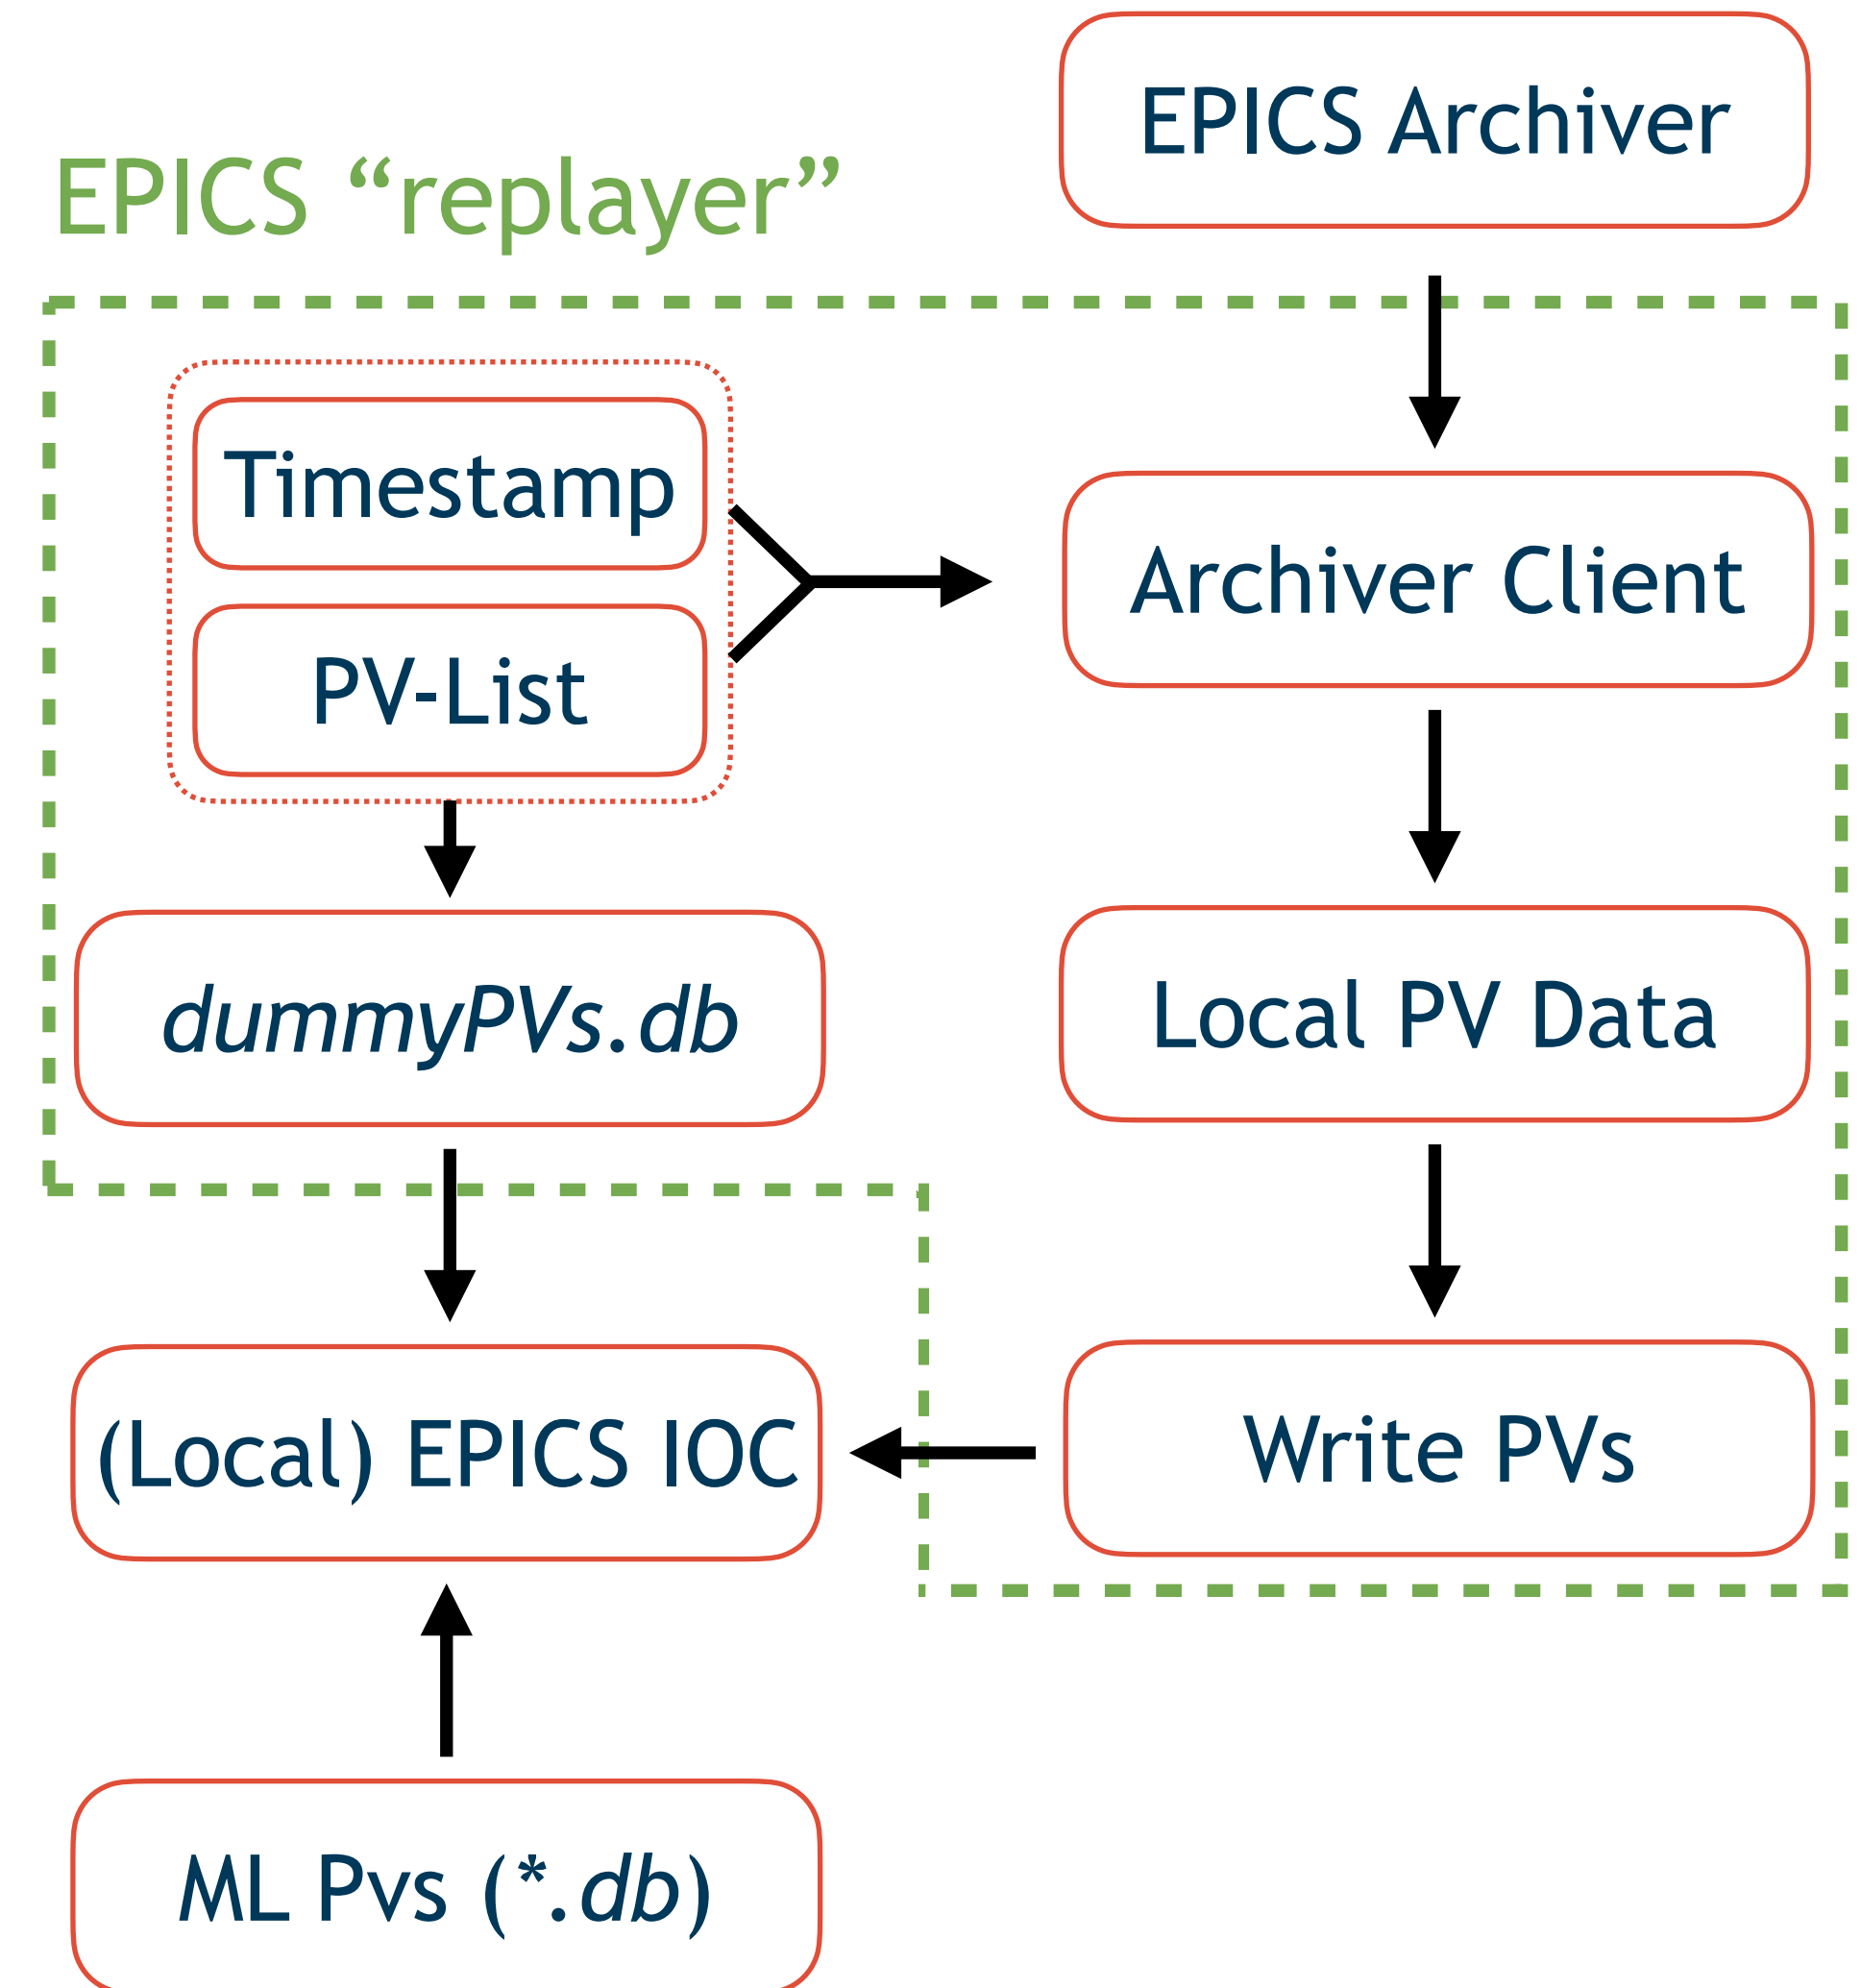 EPICS Archiver
EPICS “replayer”
Timestamp
PV-List
Archiver Client
dummyPVs.db
Local PV Data
(Local) EPICS IOC
Write PVs
ML Pvs (*.db)